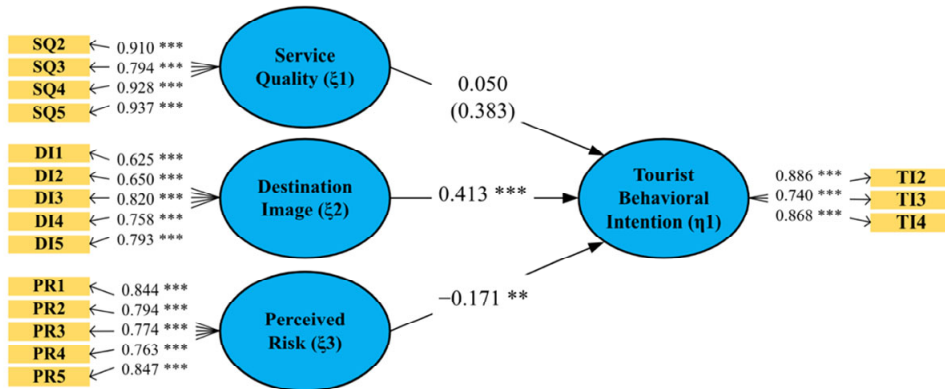 SQ2
SQ3
SQ4
SQ5
0.910 ***
0.794 ***
0.928 ***
0.937 ***
Service
Quality (ξ1)
0.050
(0.383)
DI1
DI2
DI3
DI4
DI5
0.625 ***
0.650 ***
0.820 ***
0.758 ***
0.793 ***
Destination
Image (ξ2)
0.413 ***
Tourist
Behavioral
Intention (η1)
0.886 ***
0.740 ***
0.868 ***
TI2
TI3
TI4
PR1
PR2
PR3
PR4
PR5
0.844 ***
0.794 ***
0.774 ***
0.763 ***
0.847 ***
Perceived
Risk (ξ3)
−0.171 **